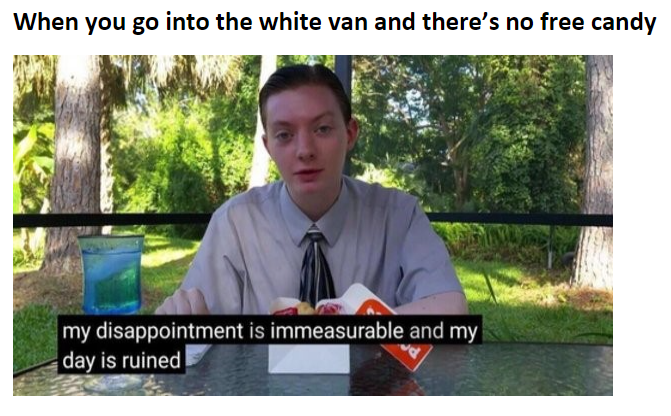 When you go into the white van and there's no free candy
my disappointment is immeasurable and my
day is ruined